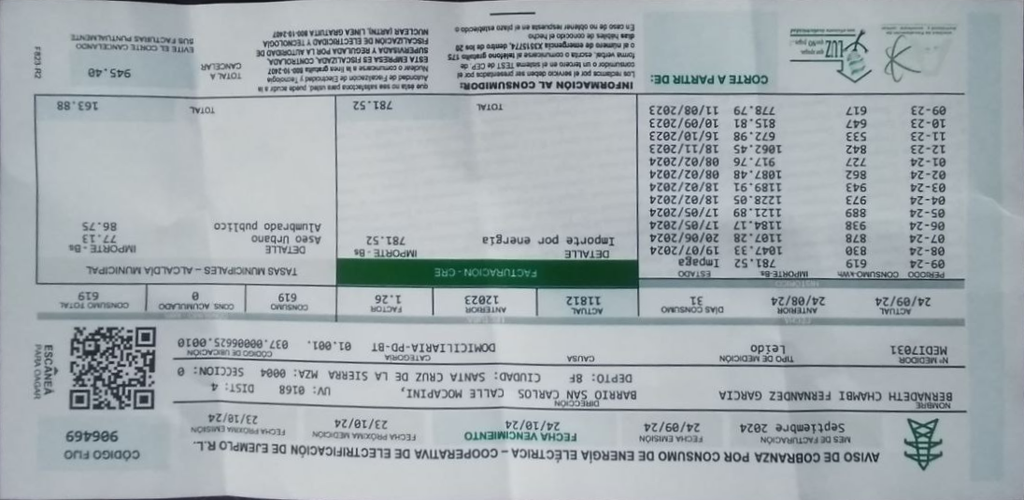 AVISO DE COBRANZA POR CONSUMO DE ENERGÍA ELÉCTRICA – COOPERATIVA DE ELECTRIFICACIÓN DE EJEMPLO R.L.
CÓDIGO FIJO
906469
MES DE FACTURACIÓN
Septiembre 2024
FECHA EMISIÓN
24/09/24
FECHA VENCIMIENTO
24/10/24
FECHA PRÓXIMA MEDICIÓN
23/10/24
FECHA PRÓXIMA EMISIÓN
23/10/24
NOMBRE
BERNADETH CHAMBI FERNANDEZ GARCIA
DIRECCIÓN
BARRIO SAN CARLOS CALLE MOCAPINI, UV: 0168 DIST: 4
DEPTO: 8F CIUDAD: SANTA CRUZ DE LA SIERRA MZA: 0004 SECCION: 0
ESCANÉA
PARA PAGAR
Nº MEDIDOR
MEDI7031
TIPO DE MEDICIÓN
Leído
CAUSA
CATEGORÍA
DOMICILIARIA-PD-BT
CÓDIGO DE UBICACIÓN
01.001. 037.00006625.0010
FECHA
ACTUAL
24/09/24
ANTERIOR
24/08/24
DÍAS CONSUMO
31
LECTURA
ACTUAL
11812
ANTERIOR
12023
FACTOR
1.26
CONSUMO
619
CONS ACUMULADO
0
CONSUMO TOTAL
619
HISTÓRICO
PERIODO CONSUMO kWh IMPORTE-Bs ESTADO
09-24 619 781.52 Impaga
08-24 830 1047.33 19/07/2024
07-24 878 1107.28 20/06/2024
06-24 938 1184.17 17/05/2024
05-24 889 1121.89 17/05/2024
04-24 973 1228.05 18/02/2024
03-24 943 1189.91 18/02/2024
02-24 862 1087.48 08/02/2024
01-24 727 917.76 08/02/2024
12-23 842 1062.45 18/11/2023
11-23 533 672.98 16/10/2023
10-23 647 815.81 10/09/2023
09-23 617 778.79 11/08/2023
FACTURACIÓN - CRE
DETALLE IMPORTE - Bs
Importe por energía 781.52
TOTAL 781.52
TASAS MUNICIPALES – ALCALDÍA MUNICIPAL
DETALLE IMPORTE - Bs
Aseo Urbano 77.13
Alumbrado público 86.75
TOTAL 163.88
CORTE A PARTIR DE:
LUZ
INFORMACIÓN AL CONSUMIDOR:
Los reclamos por el servicio deben ser presentados por el
consumidor o un tercero en el sistema TEST de CEP de
forma verbal, escrita o comunicarse al teléfono gratuito 175
o al número de emergencia X3515774, dentro de los 20
días hábiles de conocido el hecho
En caso de no obtener respuesta en el plazo establecido o
que esta no sea satisfactoria para usted, puede acudir a la
Autoridad de Fiscalización de Electricidad y Tecnología
Nuclear o comunicarse a la línea gratuita 800-10-2407
ESTA EMPRESA ES FISCALIZADA, CONTROLADA,
SUPERVISADA Y REGULADA POR LA AUTORIDAD DE
FISCALIZACIÓN DE ELECTRICIDAD Y TECNOLOGÍA
NUCLEAR (AETN), LÍNEA GRATUITA 800-10-2407
TOTAL A
CANCELAR
945.40
EVITE EL CORTE CANCELANDO
SUS FACTURAS PUNTUALMENTE